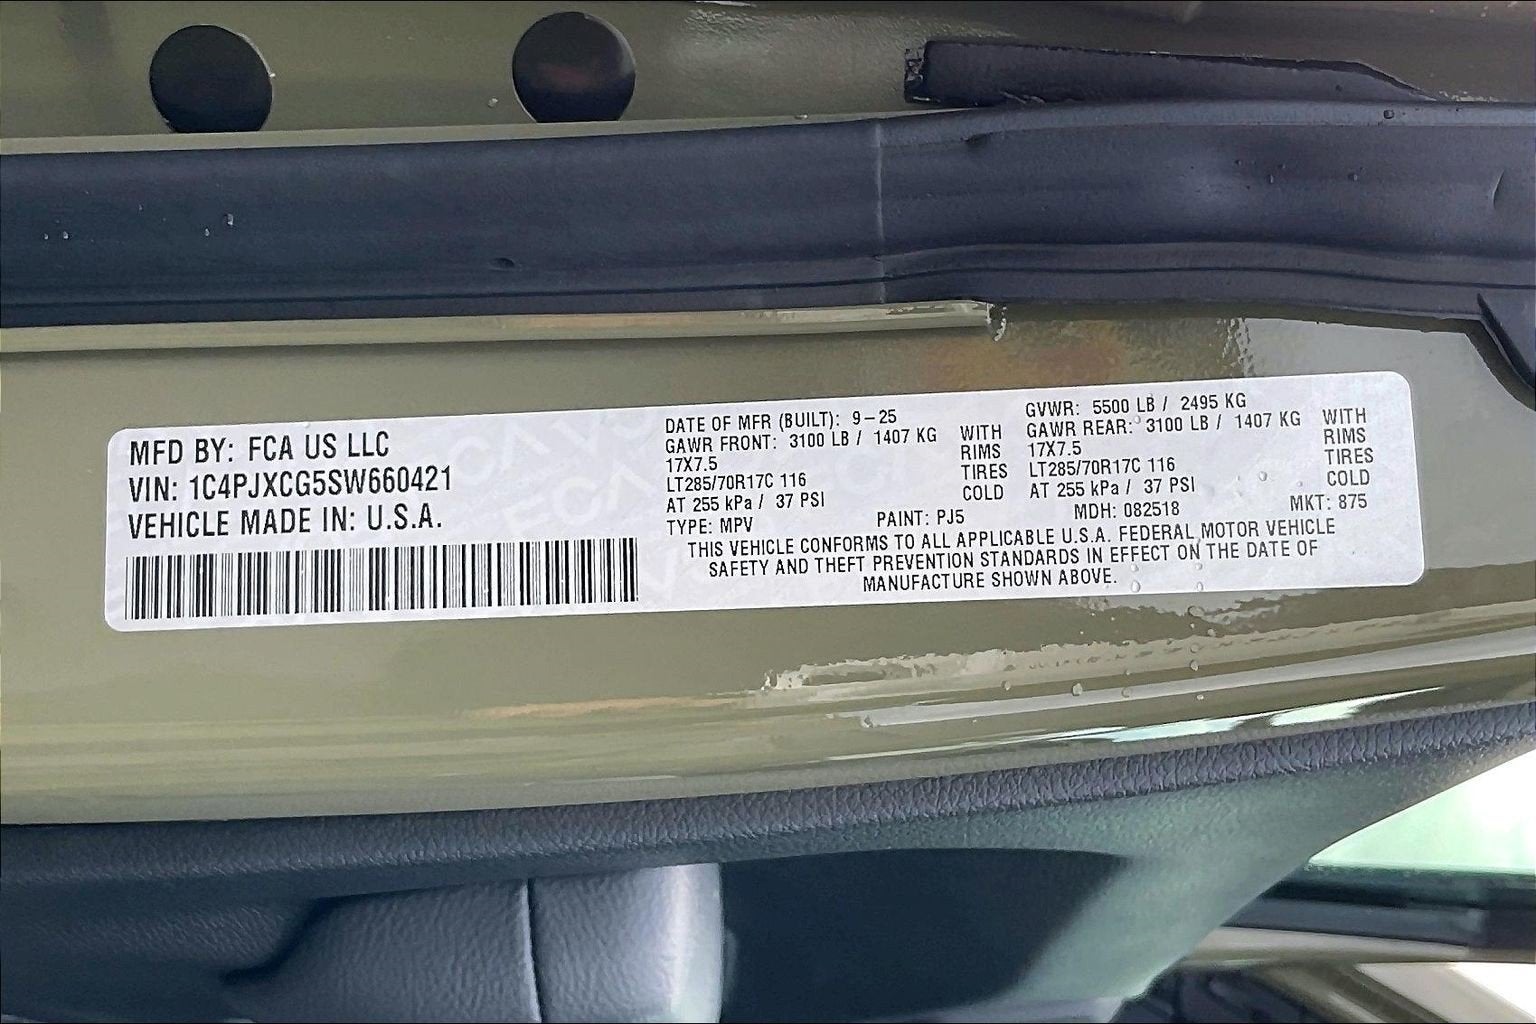 MFD BY: FCA US LLC
VIN: 1C4PJXCG5SW660421
VEHICLE MADE IN: U.S.A.
DATE OF MFR (BUILT): 9-25
GAWR FRONT: 3100 LB / 1407 KG
17X7.5
LT285/70R17C 116
AT 255 kPa / 37 PSI
WITH
RIMS
TIRES
COLD
GVWR: 5500 LB / 2495 KG
GAWR REAR: 3100 LB / 1407 KG
17X7.5
LT285/70R17C 116
AT 255 kPa / 37 PSI
WITH
RIMS
TIRES
COLD
TYPE: MPV PAINT: PJ5 MDH: 082518 MKT: 875
THIS VEHICLE CONFORMS TO ALL APPLICABLE U.S.A. FEDERAL MOTOR VEHICLE
SAFETY AND THEFT PREVENTION STANDARDS IN EFFECT ON THE DATE OF
MANUFACTURE SHOWN ABOVE.